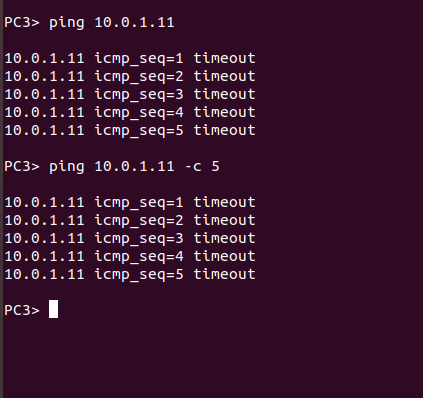 PC3> ping 10.0.1.11
10.0.1.11 icmp_seq=1 timeout
10.0.1.11 icmp_seq=2 timeout
10.0.1.11 icmp_seq=3 timeout
10.0.1.11 icmp_seq=4 timeout
10.0.1.11 icmp_seq=5 timeout
PC3> ping 10.0.1.11 -c 5
10.0.1.11 icmp_seq=1 timeout
10.0.1.11 icmp_seq=2 timeout
10.0.1.11 icmp_seq=3 timeout
10.0.1.11 icmp_seq=4 timeout
10.0.1.11 icmp_seq=5 timeout
PC3>